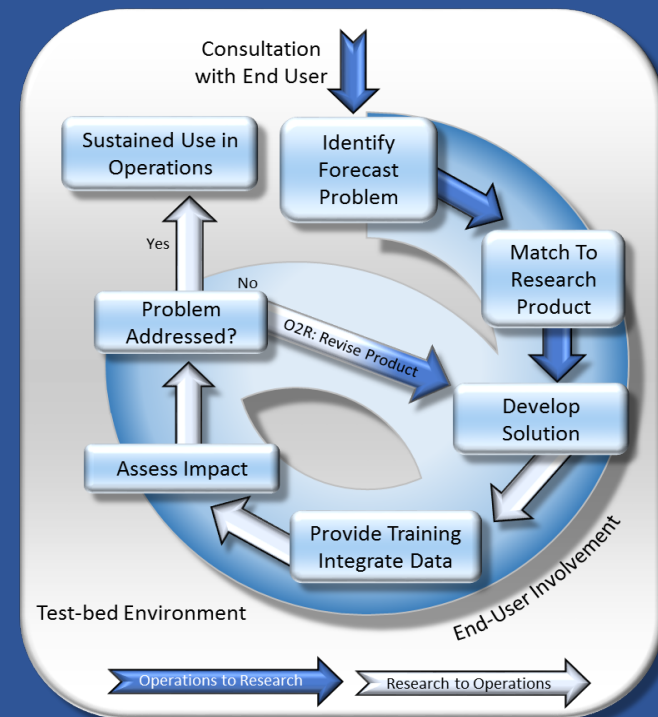 Consultation
with End User
Identify
Forecast
Problem
Sustained Use in
Operations
Match To
Research
Product
Yes
No
Problem
Addressed?
O2R: Revise Product
Develop
Solution
Assess Impact
Provide Training
Integrate Data
End-User Involvement
Test-bed Environment
Operations to Research
Research to Operations